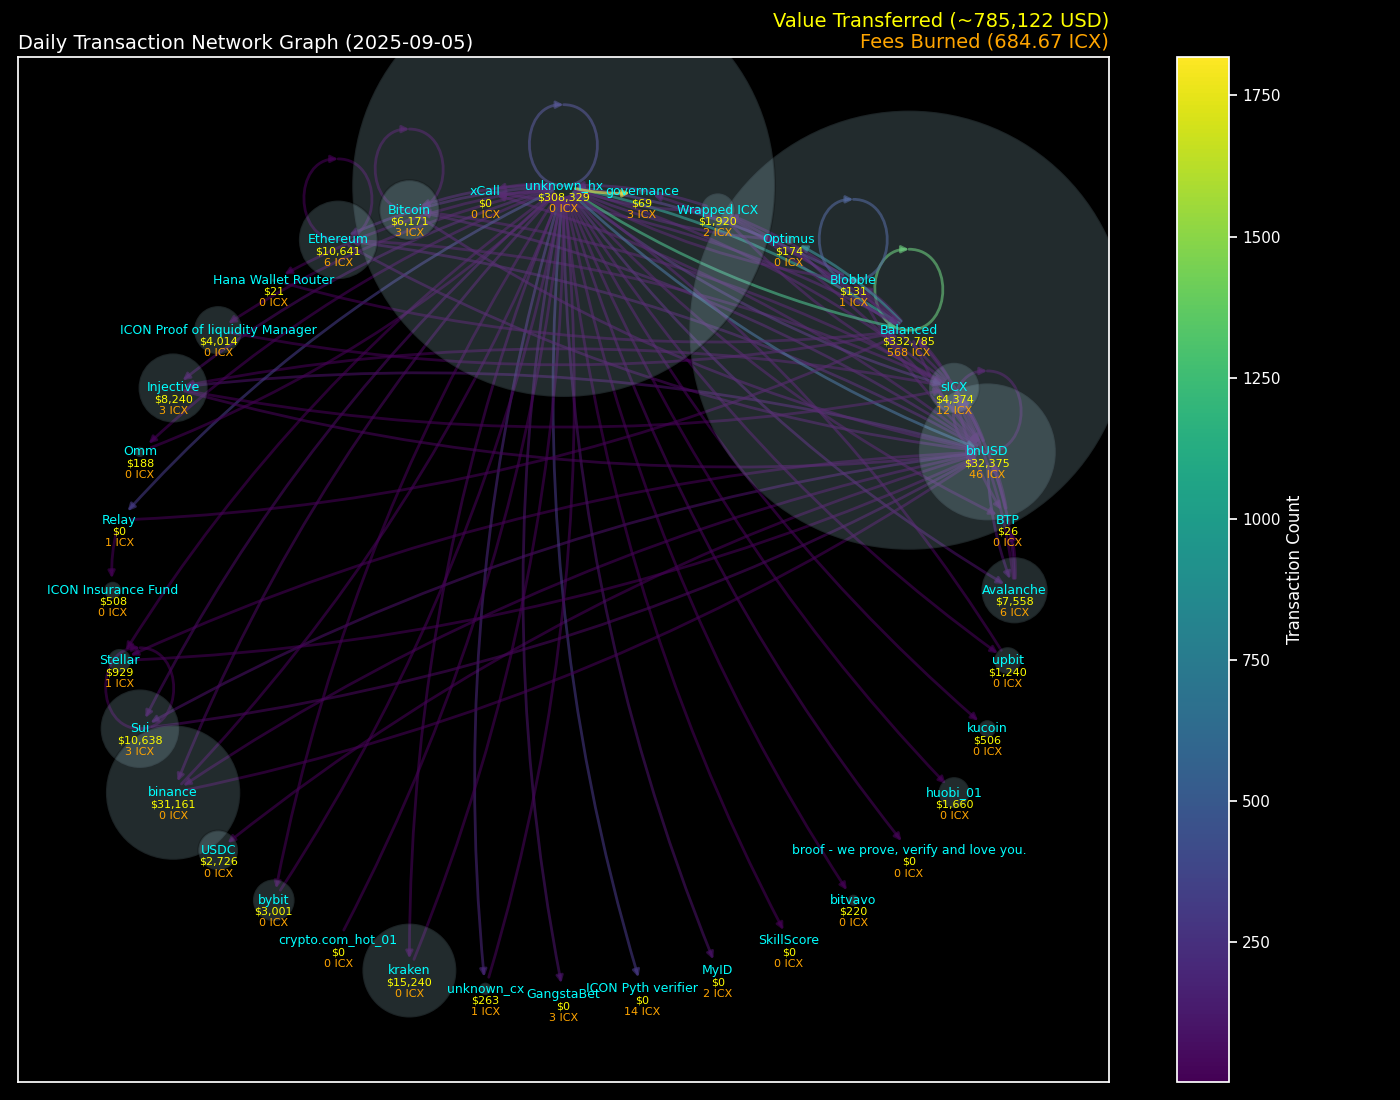 Value Transferred (~785,122 USD)
Daily Transaction Network Graph (2025-09-05)
Fees Burned (684.67 ICX)
unknown_hx
$308,329
0 ICX
governance
$69
3 ICX
xCall
$0
0 ICX
Bitcoin
$6,171
3 ICX
Wrapped ICX
$1,920
2 ICX
Ethereum
$10,641
6 ICX
Optimus
$174
0 ICX
Hana Wallet Router
$21
0 ICX
Blobble
$131
1 ICX
ICON Proof of liquidity Manager
$4,014
0 ICX
Balanced
$332,785
568 ICX
Injective
$8,240
3 ICX
sICX
$4,374
12 ICX
Omm
$188
0 ICX
bnUSD
$32,375
46 ICX
Relay
$0
1 ICX
BTP
$26
0 ICX
ICON Insurance Fund
$508
0 ICX
Avalanche
$7,558
6 ICX
Stellar
$929
1 ICX
upbit
$1,240
0 ICX
Sui
$10,638
3 ICX
kucoin
$506
0 ICX
binance
$31,161
0 ICX
huobi_01
$1,660
0 ICX
USDC
$2,726
0 ICX
broof - we prove, verify and love you.
$0
0 ICX
bybit
$3,001
0 ICX
bitvavo
$220
0 ICX
crypto.com_hot_01
$0
0 ICX
SkillScore
$0
0 ICX
kraken
$15,240
0 ICX
MyID
$0
2 ICX
unknown_cx
$263
1 ICX
GangstaBet
$0
3 ICX
ICON Pyth verifier
$0
14 ICX
1750
1500
1250
1000
750
500
250
Transaction Count